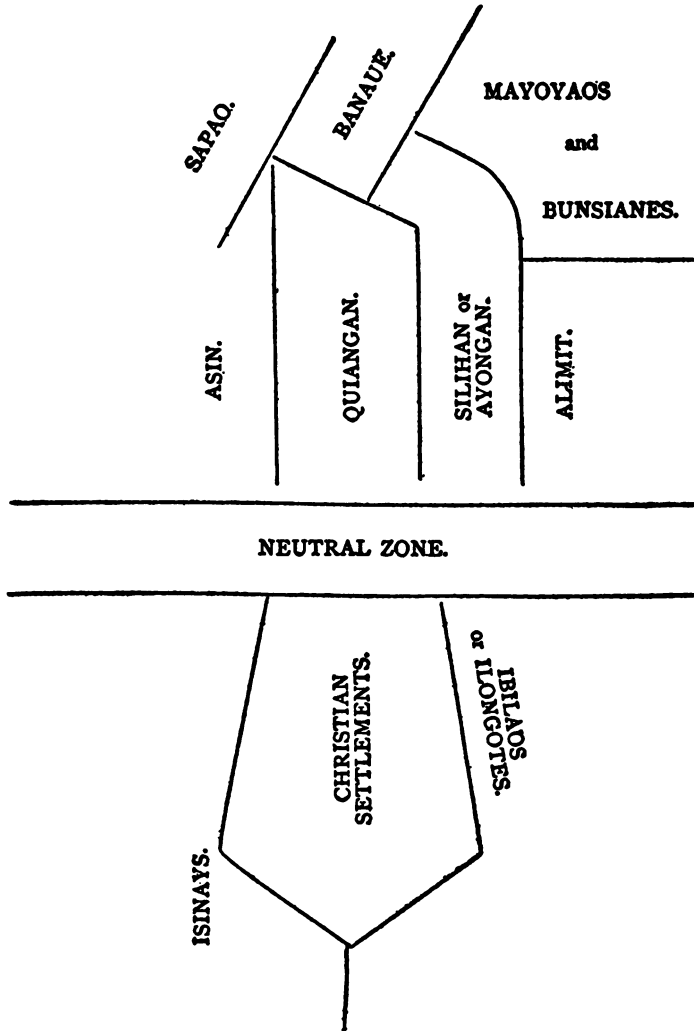 SAPAO.
BANAUE.
MAYOYAOS
and
BUNSIANES.
ASIN.
QUIANGAN.
SILIHAN or
AYONGAN.
ALIMIT.
NEUTRAL ZONE.
CHRISTIAN
SETTLEMENTS.
IBILAOS
or ILONGOTES.
ISINAYS.